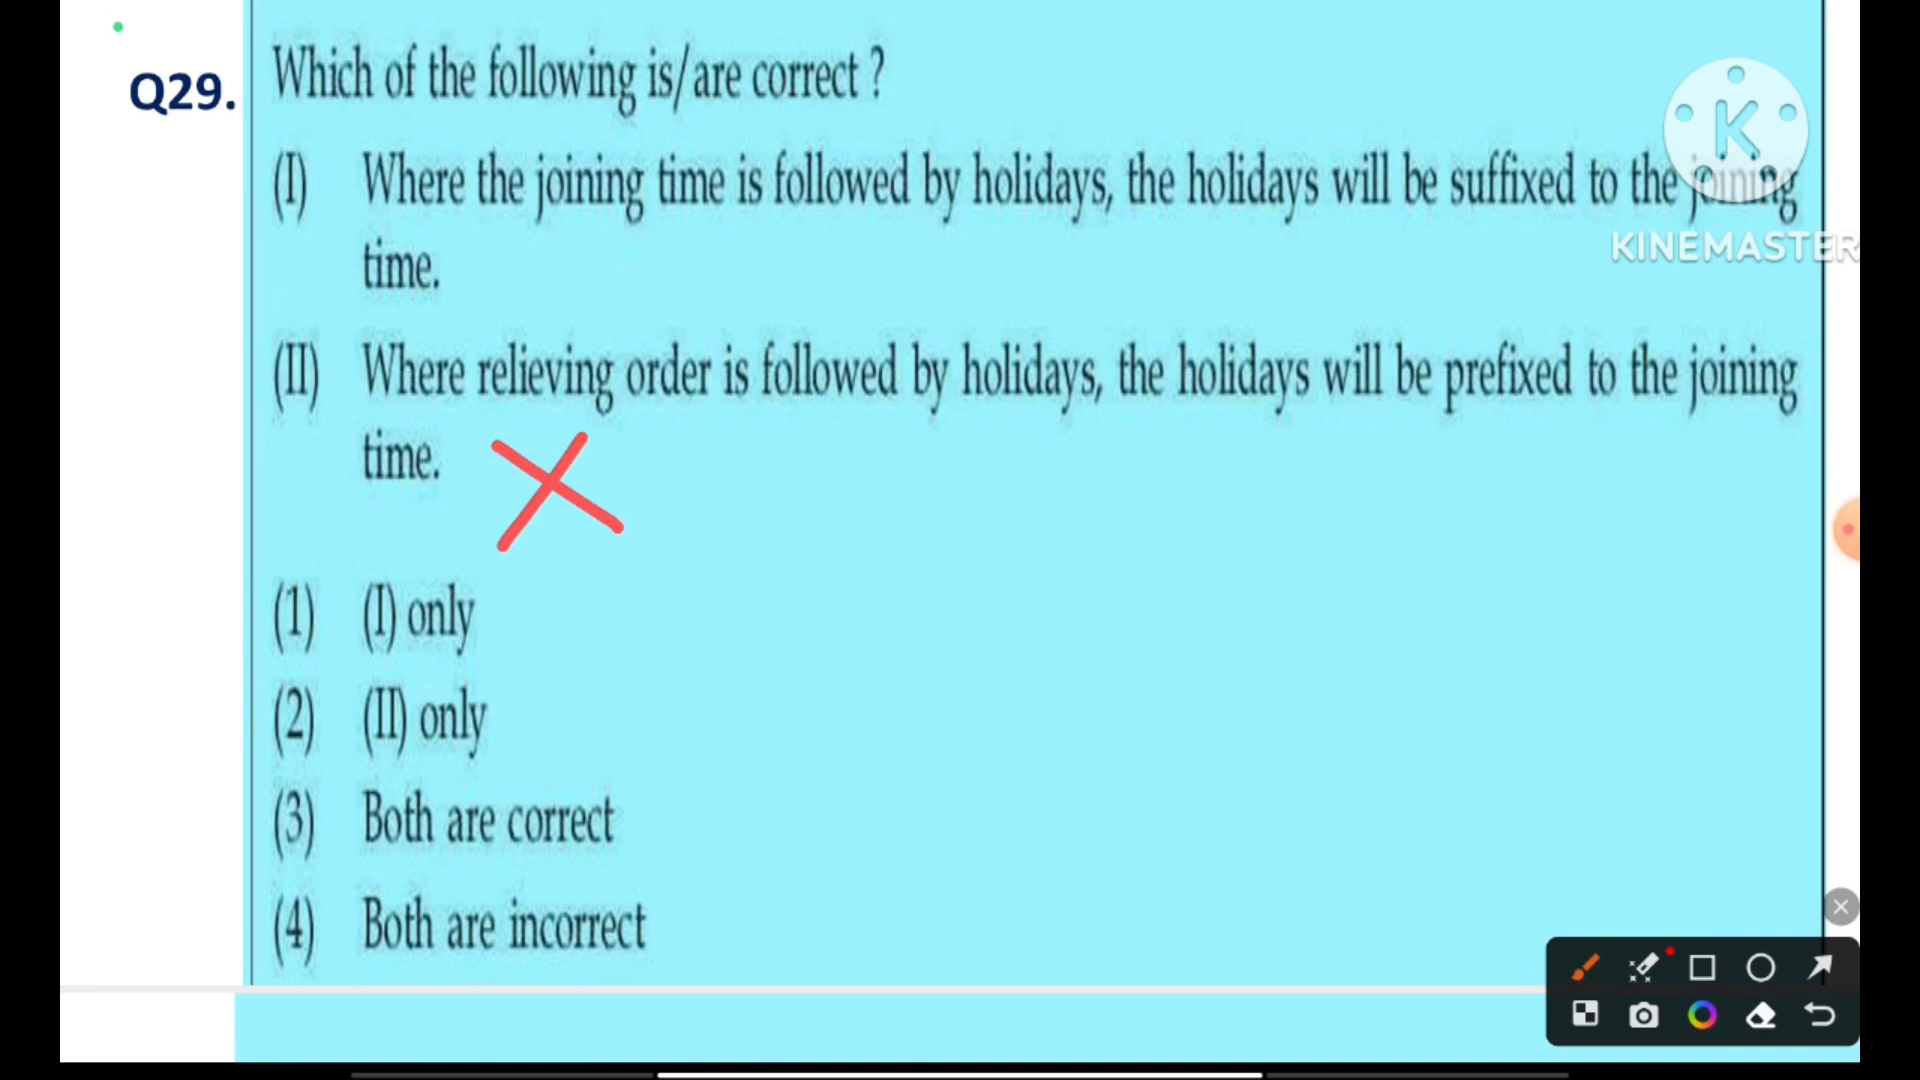 Q29. Which of the following is/are correct ?
(I) Where the joining time is followed by holidays, the holidays will be suffixed to the joining
time.
KINEMASTER
(II) Where relieving order is followed by holidays, the holidays will be prefixed to the joining
time.
(1) (I) only
(2) (II) only
(3) Both are correct
(4) Both are incorrect